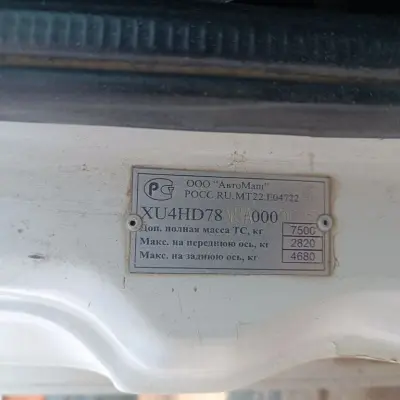 РС
ООО "АвтоМаш"
РОСС RU.МТ22.Е04722
XU4HD78 000
Доп. полная масса ТС, кг 7500
Макс. на переднюю ось, кг 2820
Макс. на заднюю ось, кг 4680